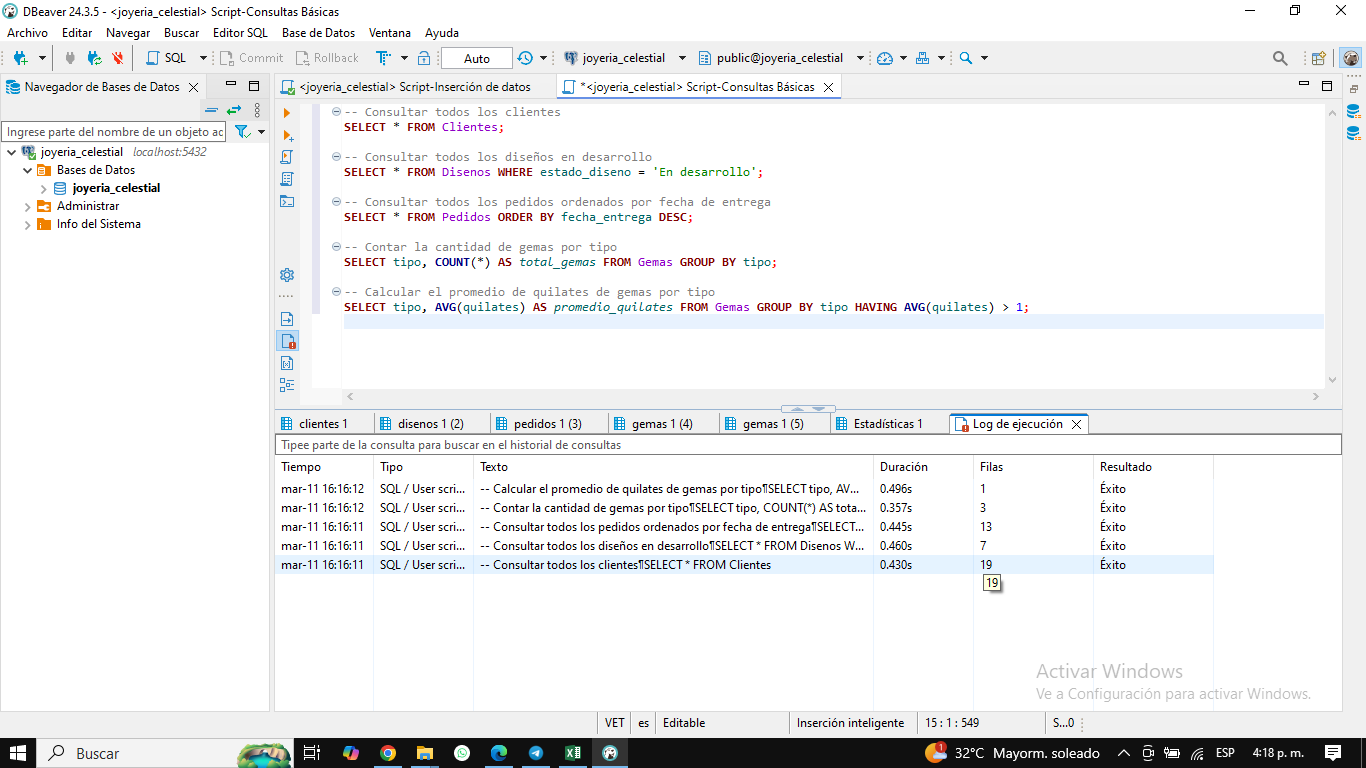 DBeaver 24.3.5 - <joyeria_celestial> Script-Consultas Básicas
Archivo Editar Navegar Buscar Editor SQL Base de Datos Ventana Ayuda
SQL Commit Rollback Auto joyeria_celestial public@joyeria_celestial
Navegador de Bases de Datos
<joyeria_celestial> Script-Inserción de datos
*<joyeria_celestial> Script-Consultas Básicas
Ingrese parte del nombre de un objeto ac
joyeria_celestial localhost:5432
Bases de Datos
joyeria_celestial
Administrar
Info del Sistema
-- Consultar todos los clientes
SELECT * FROM Clientes;
-- Consultar todos los diseños en desarrollo
SELECT * FROM Disenos WHERE estado_diseno = 'En desarrollo';
-- Consultar todos los pedidos ordenados por fecha de entrega
SELECT * FROM Pedidos ORDER BY fecha_entrega DESC;
-- Contar la cantidad de gemas por tipo
SELECT tipo, COUNT(*) AS total_gemas FROM Gemas GROUP BY tipo;
-- Calcular el promedio de quilates de gemas por tipo
SELECT tipo, AVG(quilates) AS promedio_quilates FROM Gemas GROUP BY tipo HAVING AVG(quilates) > 1;
clientes 1 disenos 1 (2) pedidos 1 (3) gemas 1 (4) gemas 1 (5) Estadísticas 1 Log de ejecución
Tipee parte de la consulta para buscar en el historial de consultas
Tiempo Tipo Texto Duración Filas Resultado
mar-11 16:16:12 SQL / User scri... -- Calcular el promedio de quilates de gemas por tipo¶SELECT tipo, AV... 0.496s 1 Éxito
mar-11 16:16:12 SQL / User scri... -- Contar la cantidad de gemas por tipo¶SELECT tipo, COUNT(*) AS tota... 0.357s 3 Éxito
mar-11 16:16:11 SQL / User scri... -- Consultar todos los pedidos ordenados por fecha de entrega¶SELECT... 0.445s 13 Éxito
mar-11 16:16:11 SQL / User scri... -- Consultar todos los diseños en desarrollo¶SELECT * FROM Disenos W... 0.460s 7 Éxito
mar-11 16:16:11 SQL / User scri... -- Consultar todos los clientes¶SELECT * FROM Clientes 0.430s 19 Éxito
19
Activar Windows
Ve a Configuración para activar Windows.
VET es Editable Inserción inteligente 15 : 1 : 549 S...0
Buscar 1 32°C Mayorm. soleado ESP 4:18 p. m.